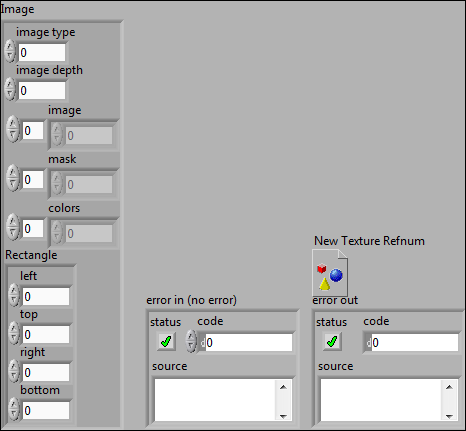 Image
image type
0
image depth
0
image
0 0
mask
0 0
colors
0 0
Rectangle
left
0
top
0
right
0
bottom
0
error in (no error)
status code
d0
source
New Texture Refnum
error out
status code
d0
source